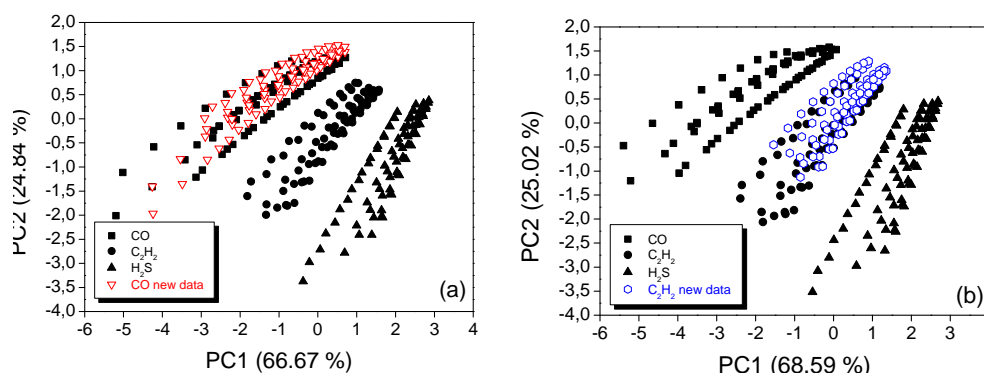 2,0
1,5
1,0
0,5
0,0
-0,5
-1,0
-1,5
-2,0
-2,5
-3,0
-3,5
-4,0
PC2 (24.84 %)
CO
C₂H₂
H₂S
CO new data
(a)
-6 -5 -4 -3 -2 -1 0 1 2 3 4
PC1 (66.67 %)
2,0
1,5
1,0
0,5
0,0
-0,5
-1,0
-1,5
-2,0
-2,5
-3,0
-3,5
-4,0
PC2 (25.02 %)
CO
C₂H₂
H₂S
C₂H₂ new data
(b)
-6 -5 -4 -3 -2 -1 0 1 2 3
PC1 (68.59 %)